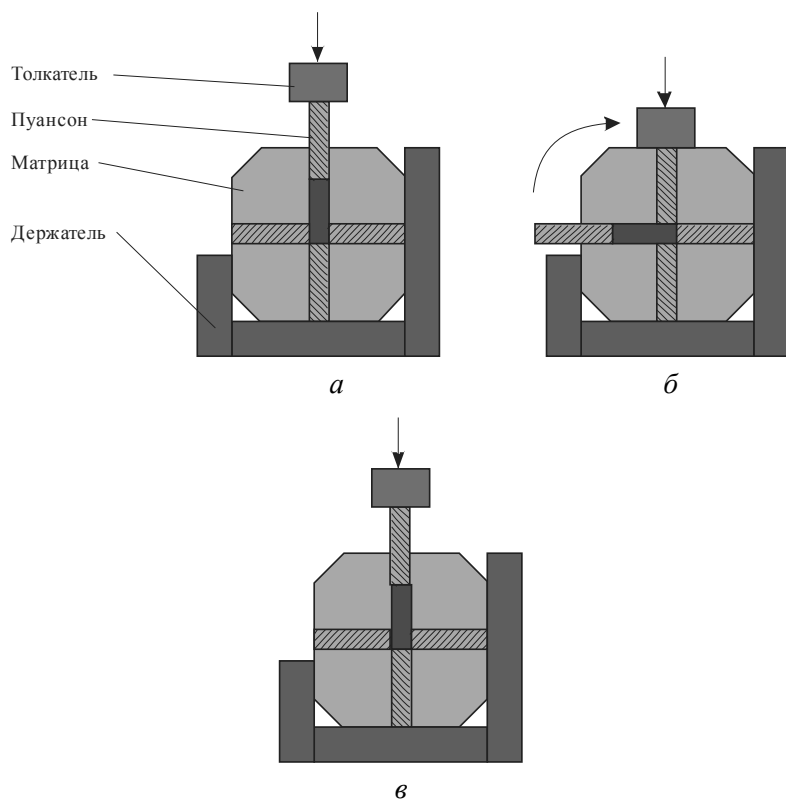 Толкатель
Пуансон
Матрица
Держатель
а
б
в